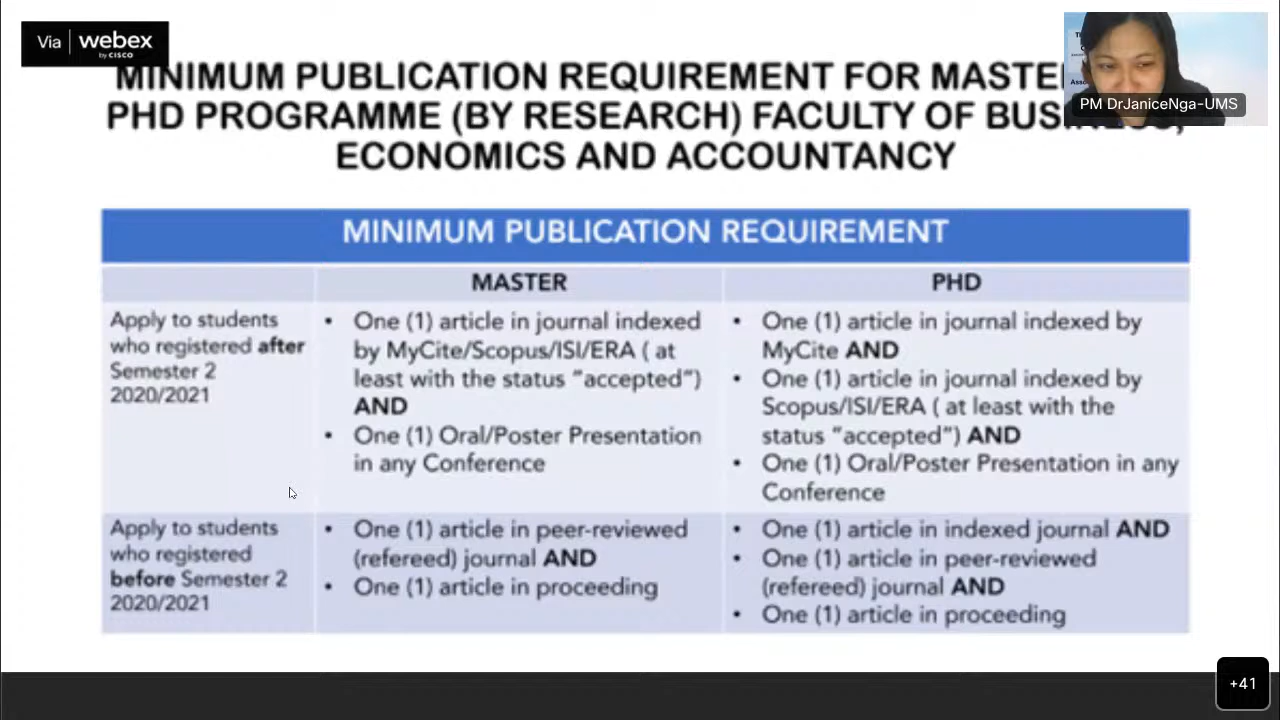 Via webex
by CISCO
MINIMUM PUBLICATION REQUIREMENT FOR MASTE
PHD PROGRAMME (BY RESEARCH) FACULTY OF BUSINESS,
ECONOMICS AND ACCOUNTANCY
PM DrJaniceNga-UMS
MINIMUM PUBLICATION REQUIREMENT
MASTER
PHD
Apply to students
who registered after
Semester 2
2020/2021
• One (1) article in journal indexed
by MyCite/Scopus/ISI/ERA ( at
least with the status "accepted")
AND
• One (1) Oral/Poster Presentation
in any Conference
• One (1) article in journal indexed by
MyCite AND
• One (1) article in journal indexed by
Scopus/ISI/ERA ( at least with the
status "accepted") AND
• One (1) Oral/Poster Presentation in any
Conference
Apply to students
who registered
before Semester 2
2020/2021
• One (1) article in peer-reviewed
(refereed) journal AND
• One (1) article in proceeding
• One (1) article in indexed journal AND
• One (1) article in peer-reviewed
(refereed) journal AND
• One (1) article in proceeding
+41